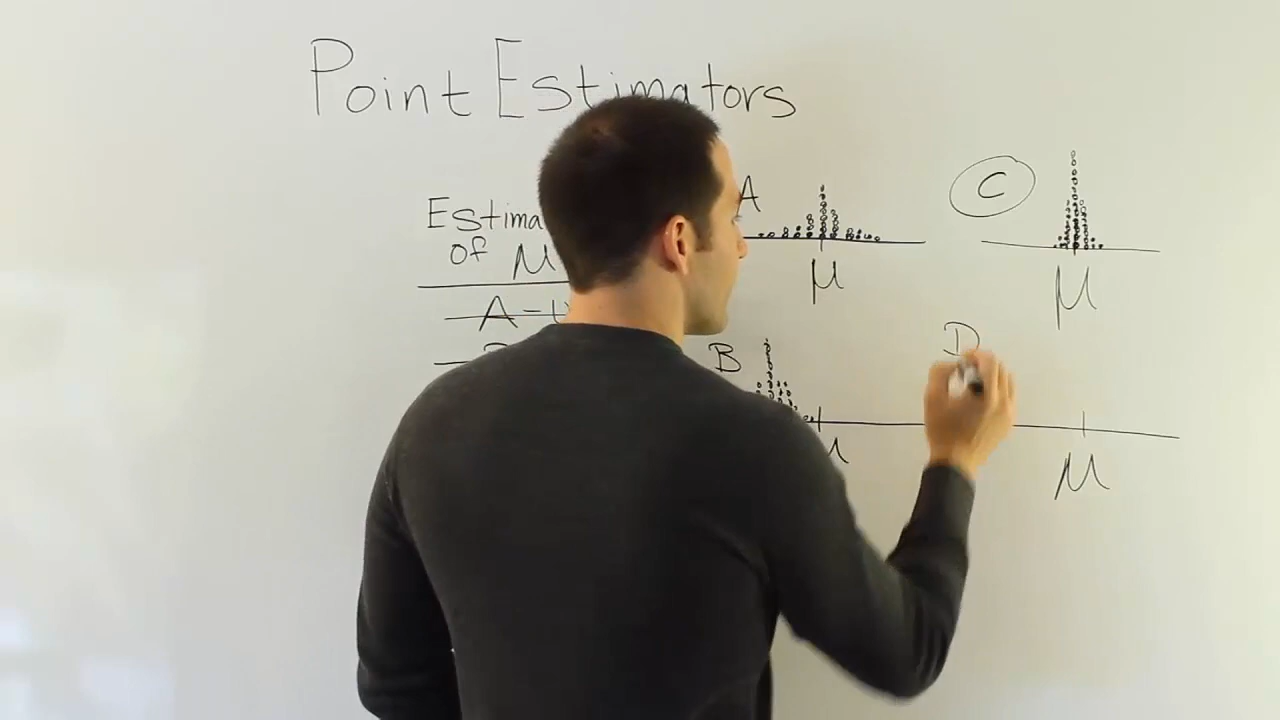 Point Estimators
Estima
of μ
A
B
A
μ
C
μ
B
μ
D
μ